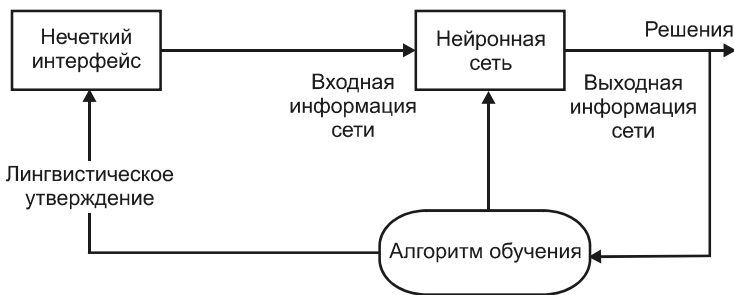 Нечеткий
интерфейс
Нейронная
сеть
Решения
Входная
информация
сети
Выходная
информация
сети
Лингвистическое
утверждение
Алгоритм обучения